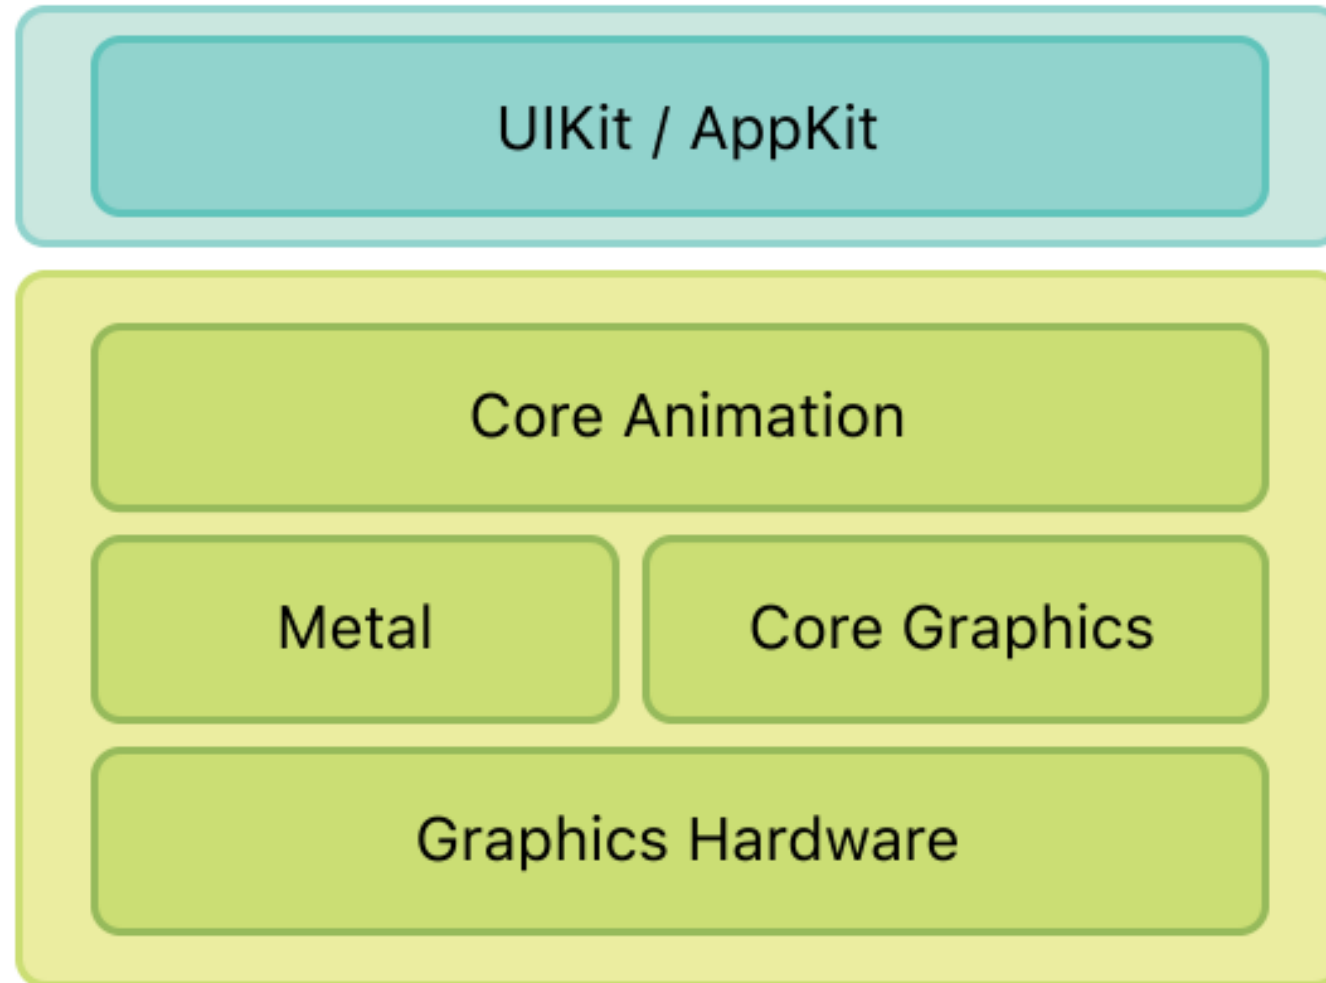 UIKit / AppKit
Core Animation
Metal
Core Graphics
Graphics Hardware